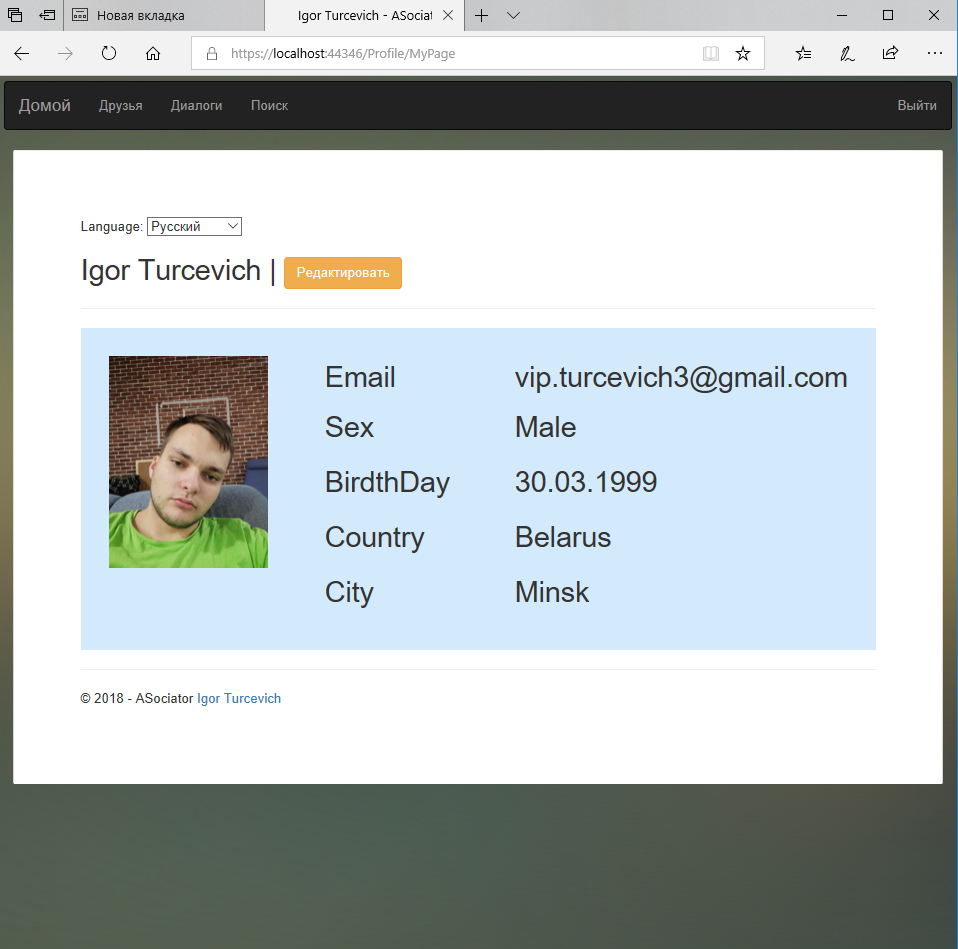 Новая вкладка
Igor Turcevich - ASociat
https://localhost:44346/Profile/MyPage
Домой Друзья Диалоги Поиск Выйти
Language: Русский
Igor Turcevich | Редактировать
Email vip.turcevich3@gmail.com
Sex Male
BirdthDay 30.03.1999
Country Belarus
City Minsk
© 2018 - ASociator Igor Turcevich